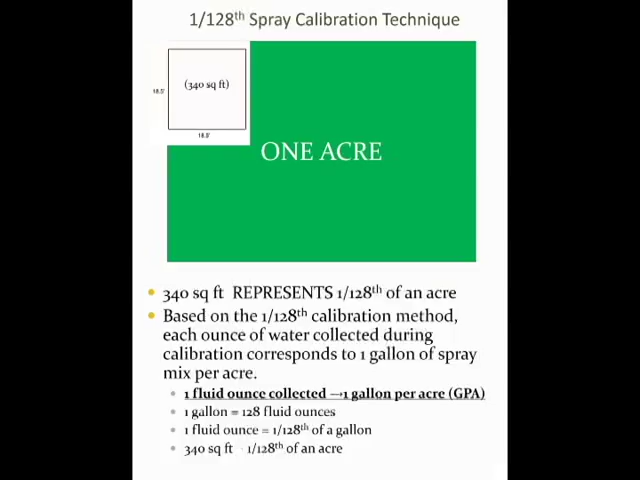 1/128th Spray Calibration Technique
(340 sq ft)
18.5'
18.5'
ONE ACRE
340 sq ft REPRESENTS 1/128th of an acre
Based on the 1/128th calibration method,
each ounce of water collected during
calibration corresponds to 1 gallon of spray
mix per acre.
1 fluid ounce collected →1 gallon per acre (GPA)
1 gallon = 128 fluid ounces
1 fluid ounce = 1/128th of a gallon
340 sq ft - 1/128th of an acre